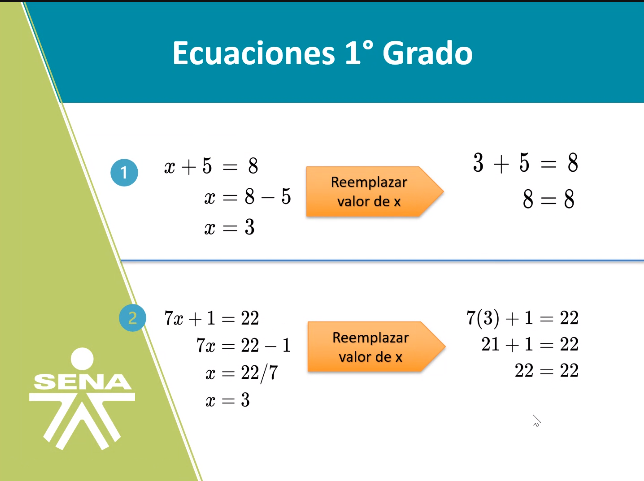 Ecuaciones 1° Grado
1
x + 5 = 8
x = 8 − 5
x = 3
Reemplazar
valor de x
3 + 5 = 8
8 = 8
2
7x + 1 = 22
7x = 22 − 1
x = 22/7
x = 3
Reemplazar
valor de x
7(3) + 1 = 22
21 + 1 = 22
22 = 22
SENA